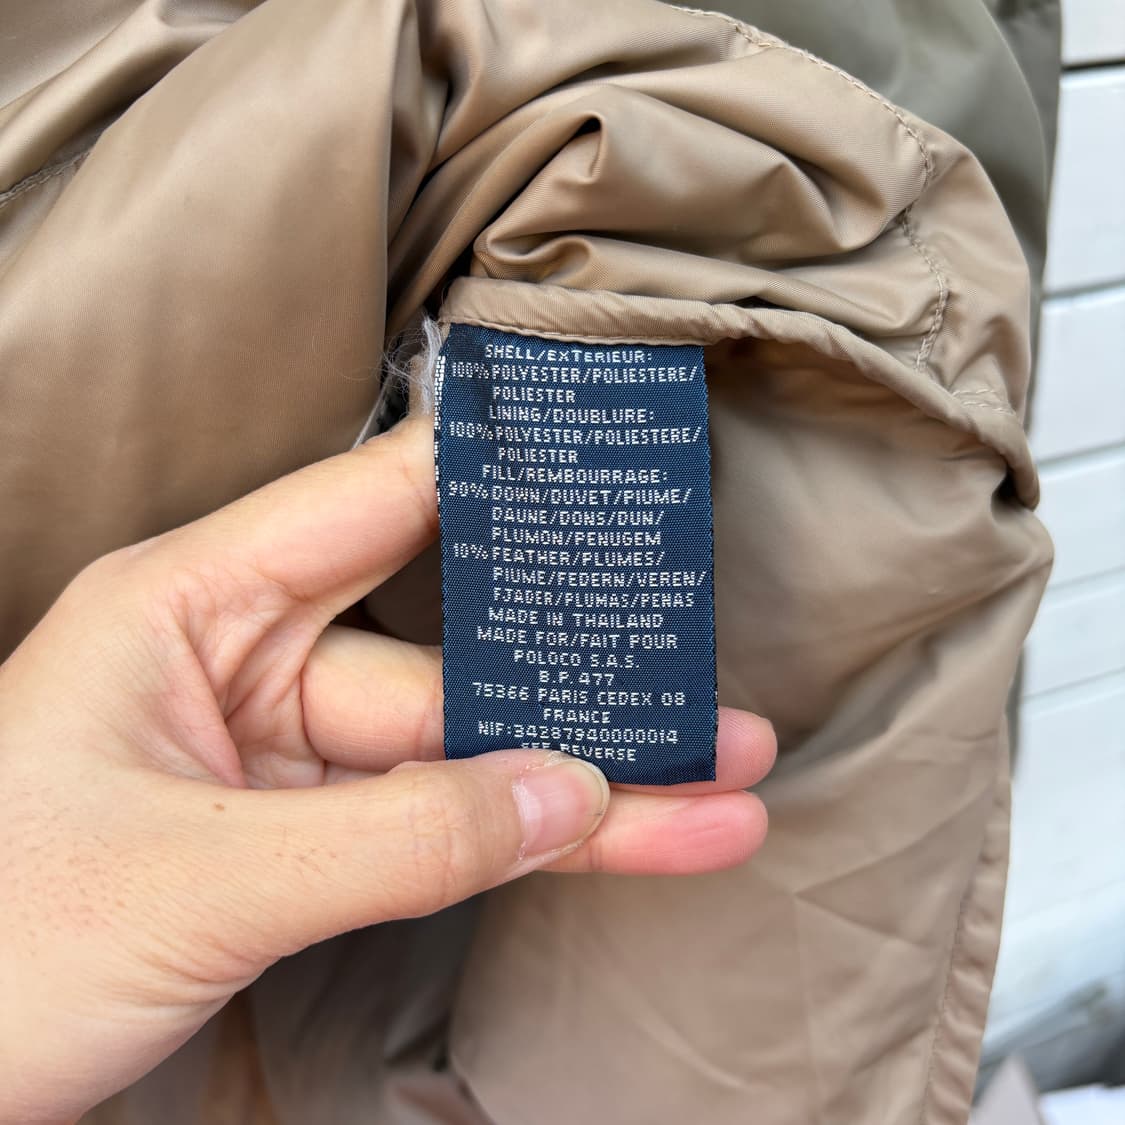 SHELL/EXTERIEUR:
100% POLYESTER/POLIESTERE/
POLIESTER
LINING/DOUBLURE:
100% POLYESTER/POLIESTERE/
POLIESTER
FILL/REMBOURRAGE:
90% DOWN/DUVET/PIUME/
DAUNE/DONS/DUN/
PLUMON/PENUGEM
10% FEATHER/PLUMES/
PIUME/FEDERN/VEREN/
FJADER/PLUMAS/PENAS
MADE IN THAILAND
MADE FOR/FAIT POUR
POLOCO S.A.S.
B.P. 477
75366 PARIS CEDEX 08
FRANCE
NIF:34287940000014
SEE REVERSE